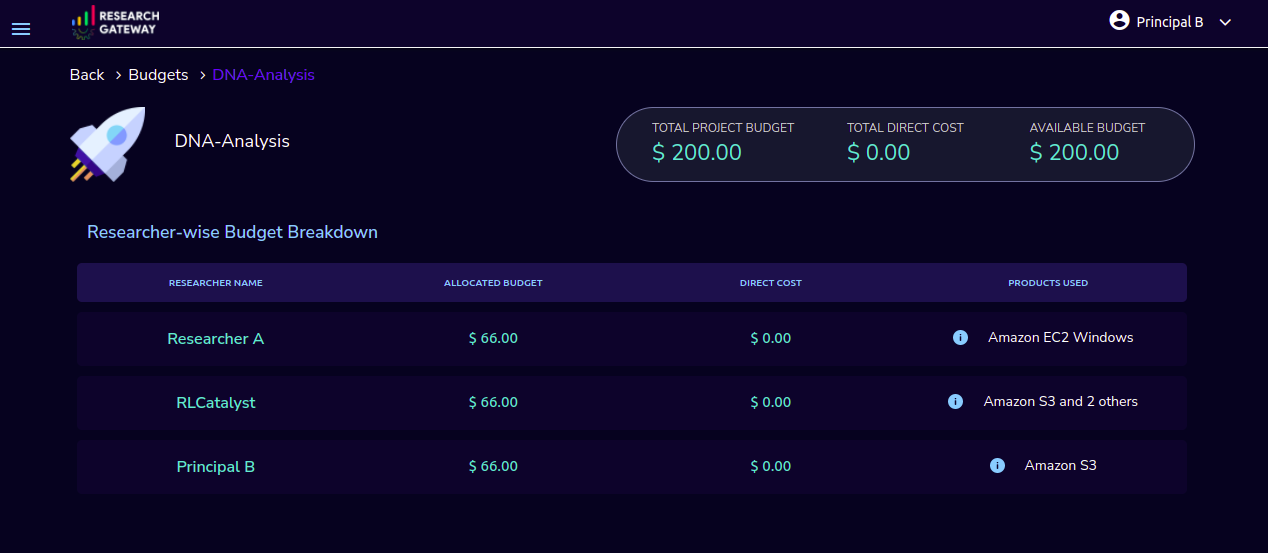 RESEARCH
GATEWAY
Principal B
Back > Budgets > DNA-Analysis
DNA-Analysis
TOTAL PROJECT BUDGET TOTAL DIRECT COST AVAILABLE BUDGET
$ 200.00 $ 0.00 $ 200.00
Researcher-wise Budget Breakdown
RESEARCHER NAME ALLOCATED BUDGET DIRECT COST PRODUCTS USED
Researcher A $ 66.00 $ 0.00 i Amazon EC2 Windows
RLCatalyst $ 66.00 $ 0.00 i Amazon S3 and 2 others
Principal B $ 66.00 $ 0.00 i Amazon S3